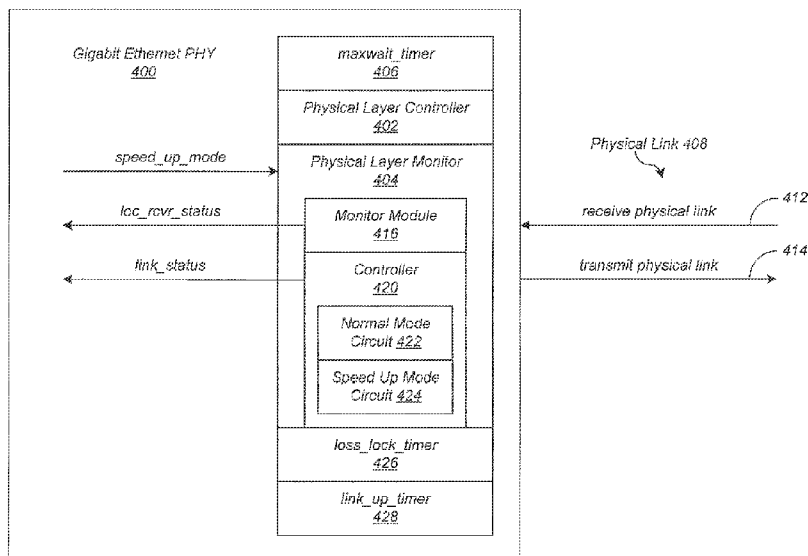 Gigabit Ethernet PHY
400
maxwait_timer
406
Physical Layer Controller
402
speed_up_mode
Physical Layer Monitor
404
Physical Link 408
loc_rcvr_status
Monitor Module
416
receive physical link
412
link_status
Controller
420
transmit physical link
414
Normal Mode
Circuit 422
Speed Up Mode
Circuit 424
loss_lock_timer
426
link_up_timer
428